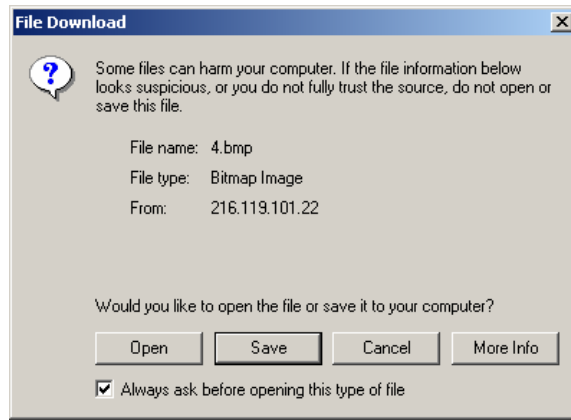 File Download
Some files can harm your computer. If the file information below
looks suspicious, or you do not fully trust the source, do not open or
save this file.
File name: 4.bmp
File type: Bitmap Image
From: 216.119.101.22
Would you like to open the file or save it to your computer?
Open Save Cancel More Info
Always ask before opening this type of file